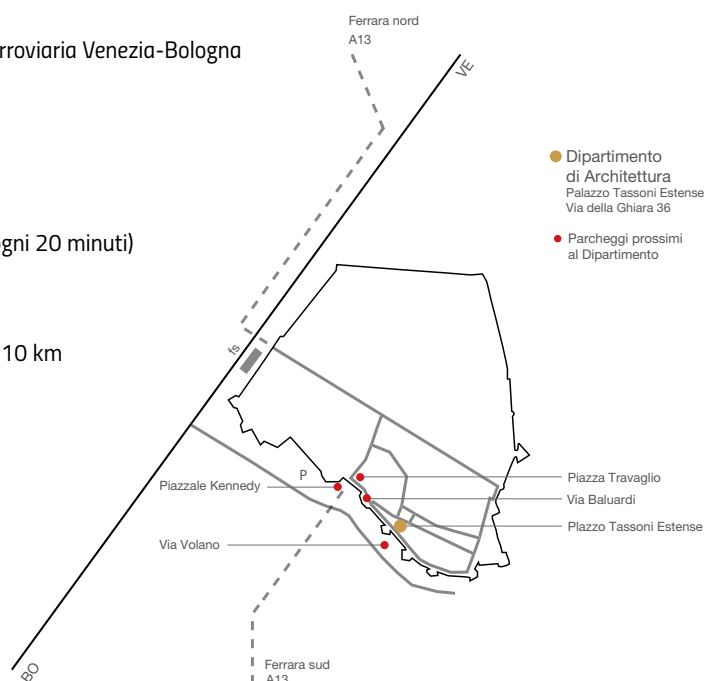 Ferrara nord
A13
rroviaria Venezia-Bologna
VE
Dipartimento
di Architettura
Palazzo Tassoni Estense
Via della Ghiara 36
ogni 20 minuti)
Parcheggi prossimi
al Dipartimento
10 km
fs
P
Piazzale Kennedy
Piazza Travaglio
Via Baluardi
Plazzo Tassoni Estense
Via Volano
Ferrara sud
A13
BO